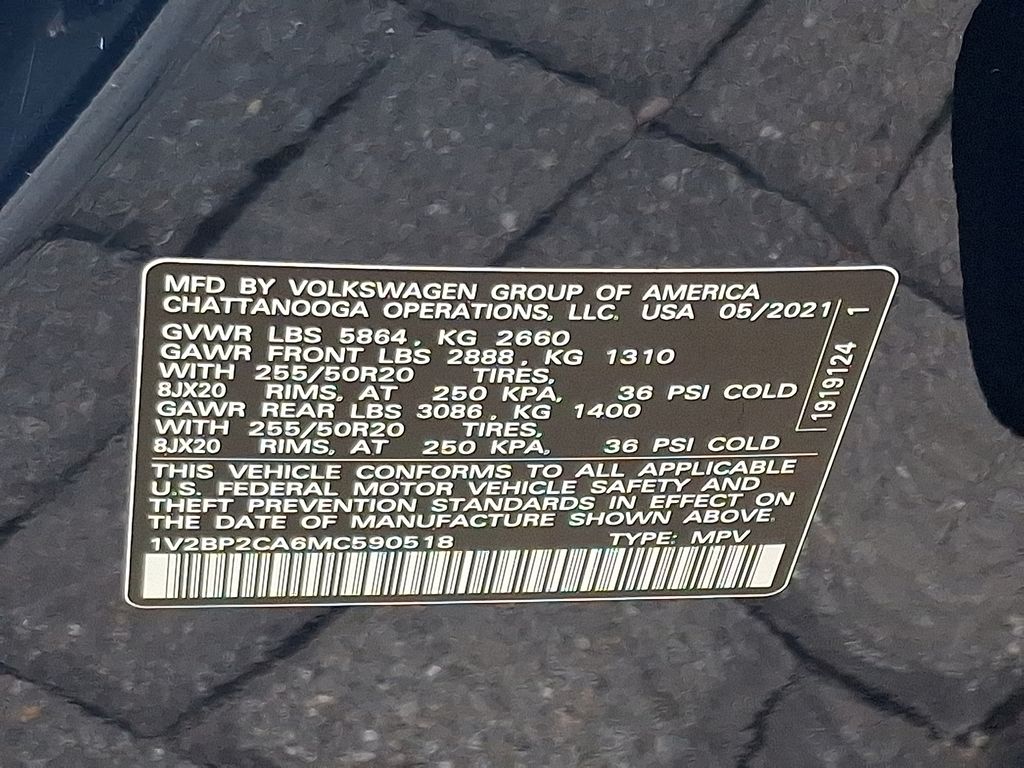 MFD BY VOLKSWAGEN GROUP OF AMERICA
CHATTANOOGA OPERATIONS, LLC. USA 05/2021
GVWR LBS 5864, KG 2660
GAWR FRONT LBS 2888, KG 1310
WITH 255/50R20 TIRES,
8JX20 RIMS, AT 250 KPA, 36 PSI COLD
GAWR REAR LBS 3086, KG 1400
WITH 255/50R20 TIRES,
8JX20 RIMS, AT 250 KPA, 36 PSI COLD
THIS VEHICLE CONFORMS TO ALL APPLICABLE
U.S. FEDERAL MOTOR VEHICLE SAFETY AND
THEFT PREVENTION STANDARDS IN EFFECT ON
THE DATE OF MANUFACTURE SHOWN ABOVE.
1V2BP2CA6MC590518 TYPE: MPV
1919124 1